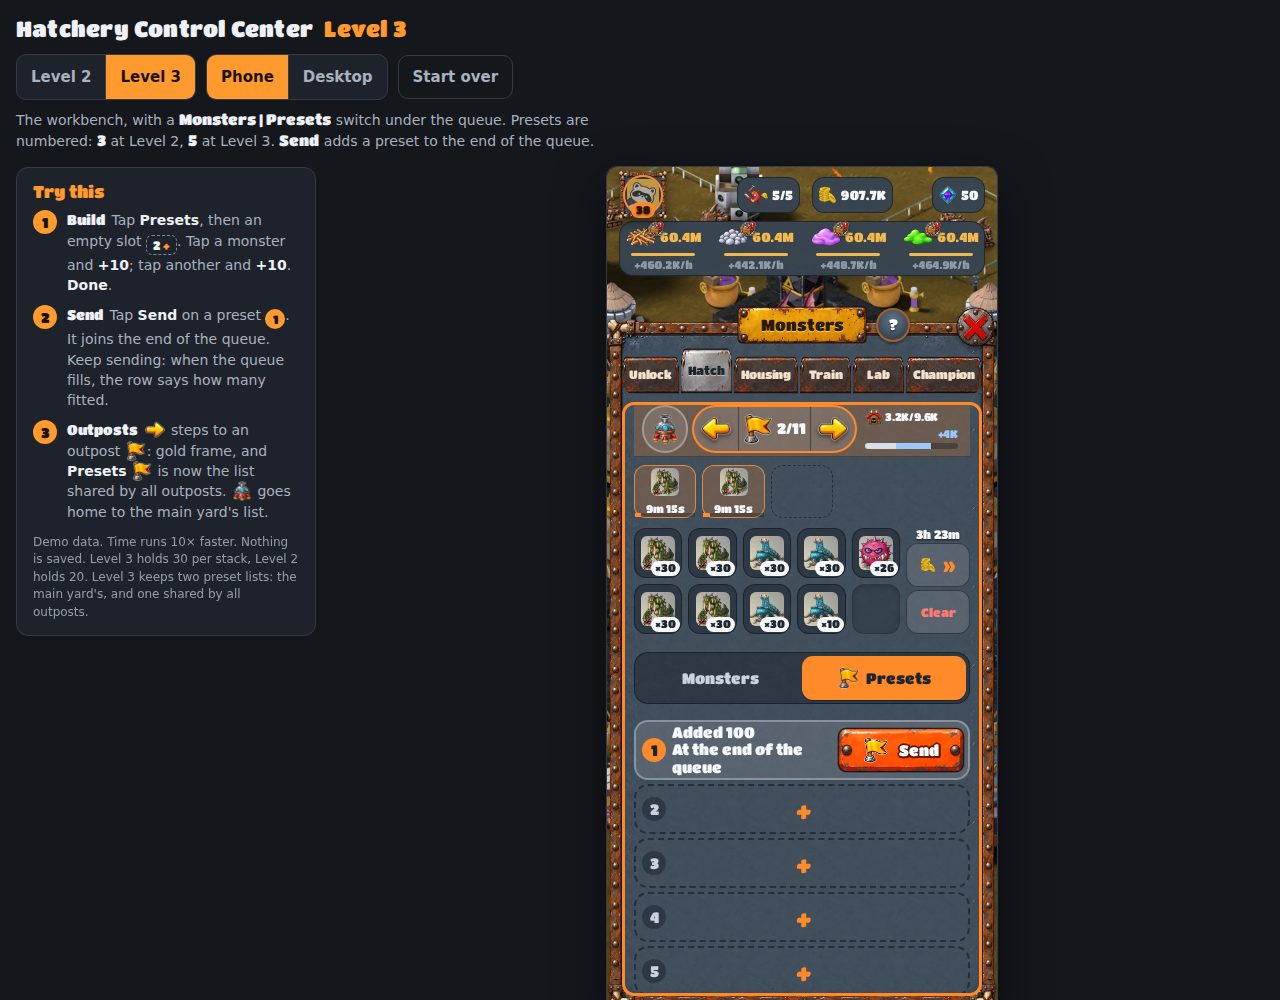 Hatchery Control Center Level 3
Level 2 Level 3 Phone Desktop Start over
The workbench, with a Monsters | Presets switch under the queue. Presets are
numbered: 3 at Level 2, 5 at Level 3. Send adds a preset to the end of the queue.
Try this
1 Build Tap Presets, then an
empty slot 2 +. Tap a monster
and +10; tap another and +10.
Done.
2 Send Tap Send on a preset 1.
It joins the end of the queue.
Keep sending: when the queue
fills, the row says how many
fitted.
3 Outposts steps to an
outpost : gold frame, and
Presets is now the list
shared by all outposts. goes
home to the main yard's list.
Demo data. Time runs 10× faster. Nothing
is saved. Level 3 holds 30 per stack, Level 2
holds 20. Level 3 keeps two preset lists: the
main yard's, and one shared by all
outposts.
30 5/5 907.7K 50
60.4M 60.4M 60.4M 60.4M
+460.2K/h +442.1K/h +448.7K/h +464.9K/h
Monsters ?
Unlock Hatch Housing Train Lab Champion
2/11 3.2K/9.6K
+4K
9m 15s 9m 15s
3h 23m
×30 ×30 ×30 ×30 ×26 »
×30 ×30 ×30 ×10 Clear
Monsters Presets
1 Added 100
At the end of the
queue
Send
2 +
3 +
4 +
5 +